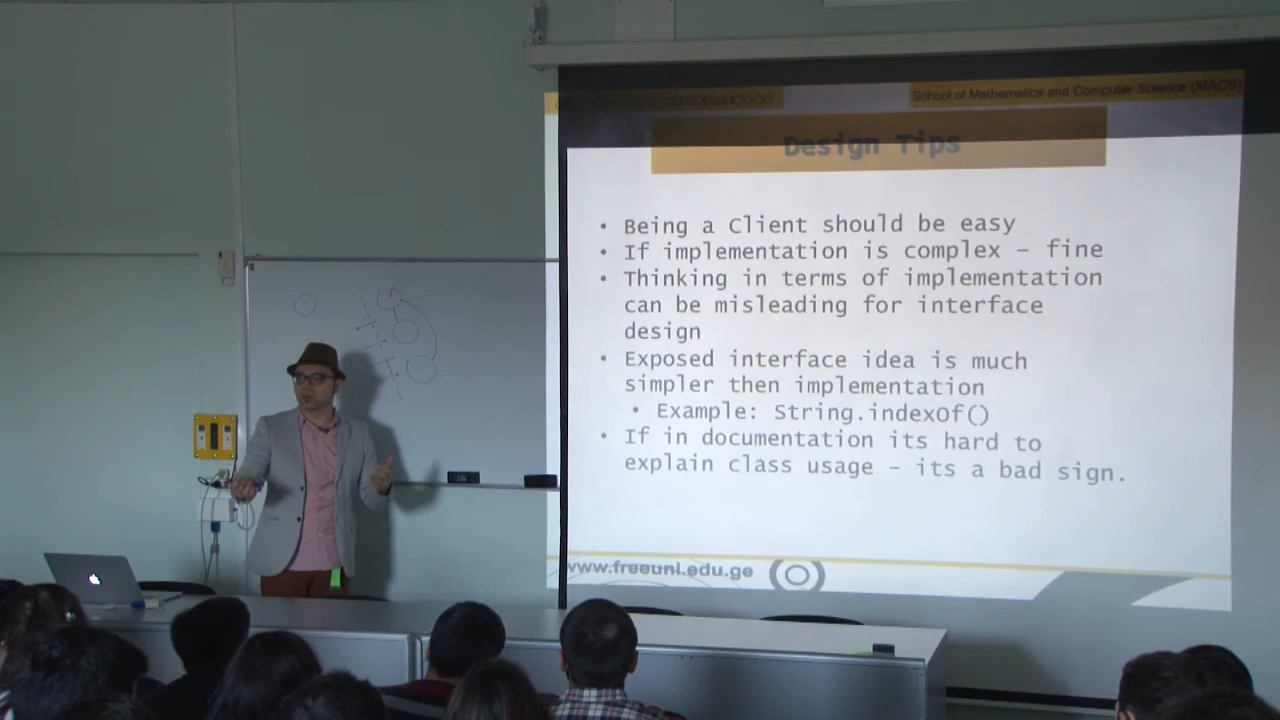 School of Mathematics and Computer Science (MACS)
Design Tips
• Being a Client should be easy
• If implementation is complex – fine
• Thinking in terms of implementation
can be misleading for interface
design
• Exposed interface idea is much
simpler then implementation
• Example: String.indexOf()
• If in documentation its hard to
explain class usage – its a bad sign.
www.freeuni.edu.ge